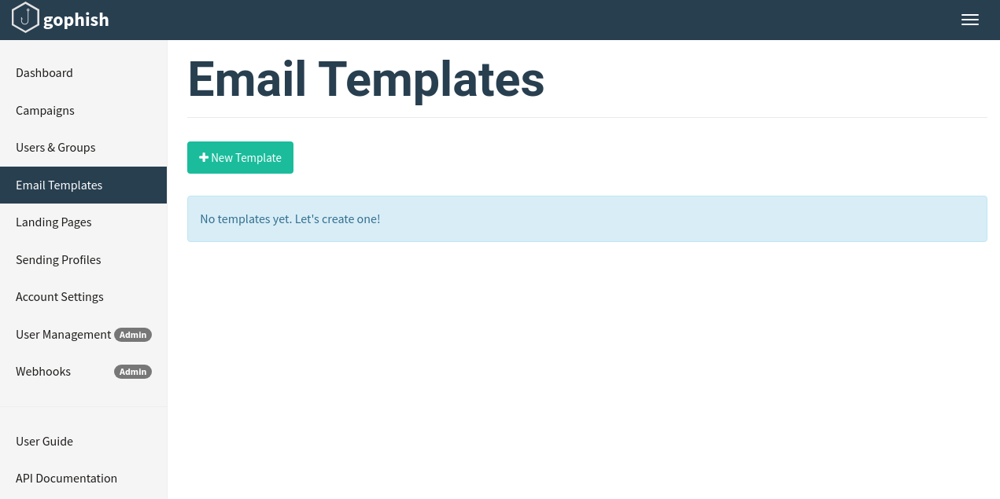 gophish
Dashboard
Campaigns
Users & Groups
Email Templates
Landing Pages
Sending Profiles
Account Settings
User Management Admin
Webhooks Admin
User Guide
API Documentation
Email Templates
New Template
No templates yet. Let's create one!